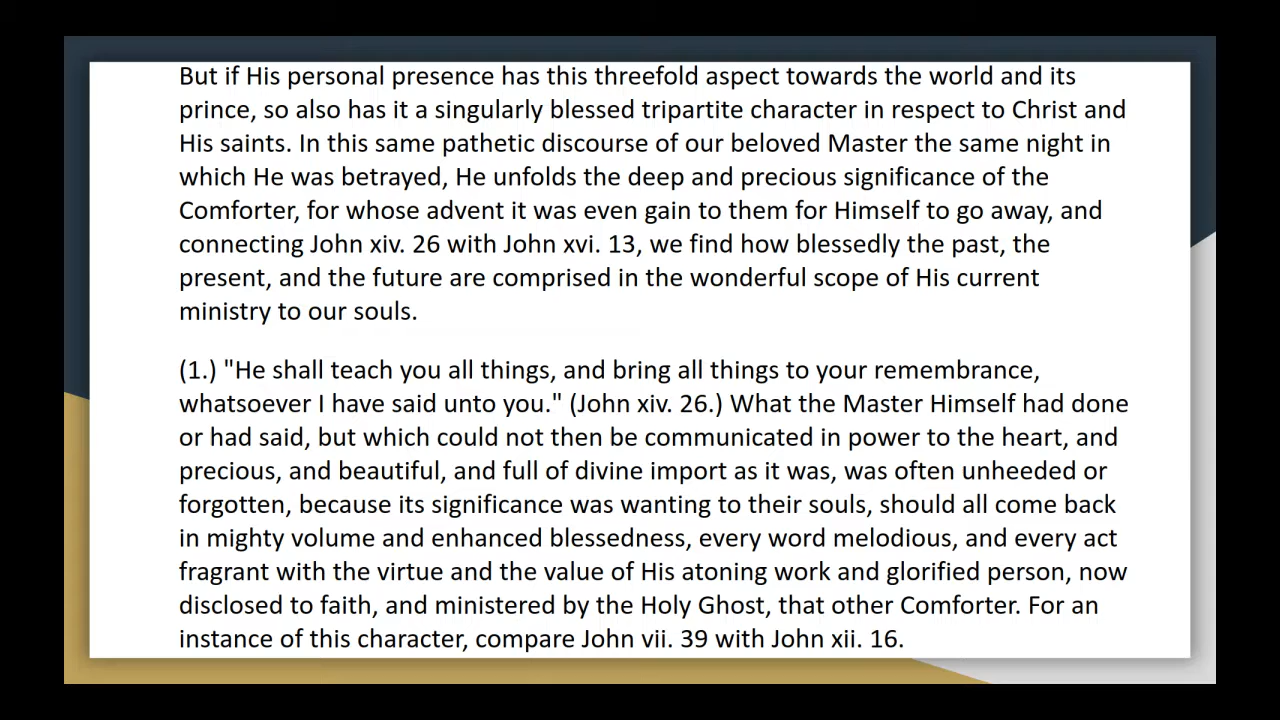 But if His personal presence has this threefold aspect towards the world and its
prince, so also has it a singularly blessed tripartite character in respect to Christ and
His saints. In this same pathetic discourse of our beloved Master the same night in
which He was betrayed, He unfolds the deep and precious significance of the
Comforter, for whose advent it was even gain to them for Himself to go away, and
connecting John xiv. 26 with John xvi. 13, we find how blessedly the past, the
present, and the future are comprised in the wonderful scope of His current
ministry to our souls.
(1.) "He shall teach you all things, and bring all things to your remembrance,
whatsoever I have said unto you." (John xiv. 26.) What the Master Himself had done
or had said, but which could not then be communicated in power to the heart, and
precious, and beautiful, and full of divine import as it was, was often unheeded or
forgotten, because its significance was wanting to their souls, should all come back
in mighty volume and enhanced blessedness, every word melodious, and every act
fragrant with the virtue and the value of His atoning work and glorified person, now
disclosed to faith, and ministered by the Holy Ghost, that other Comforter. For an
instance of this character, compare John vii. 39 with John xii. 16.